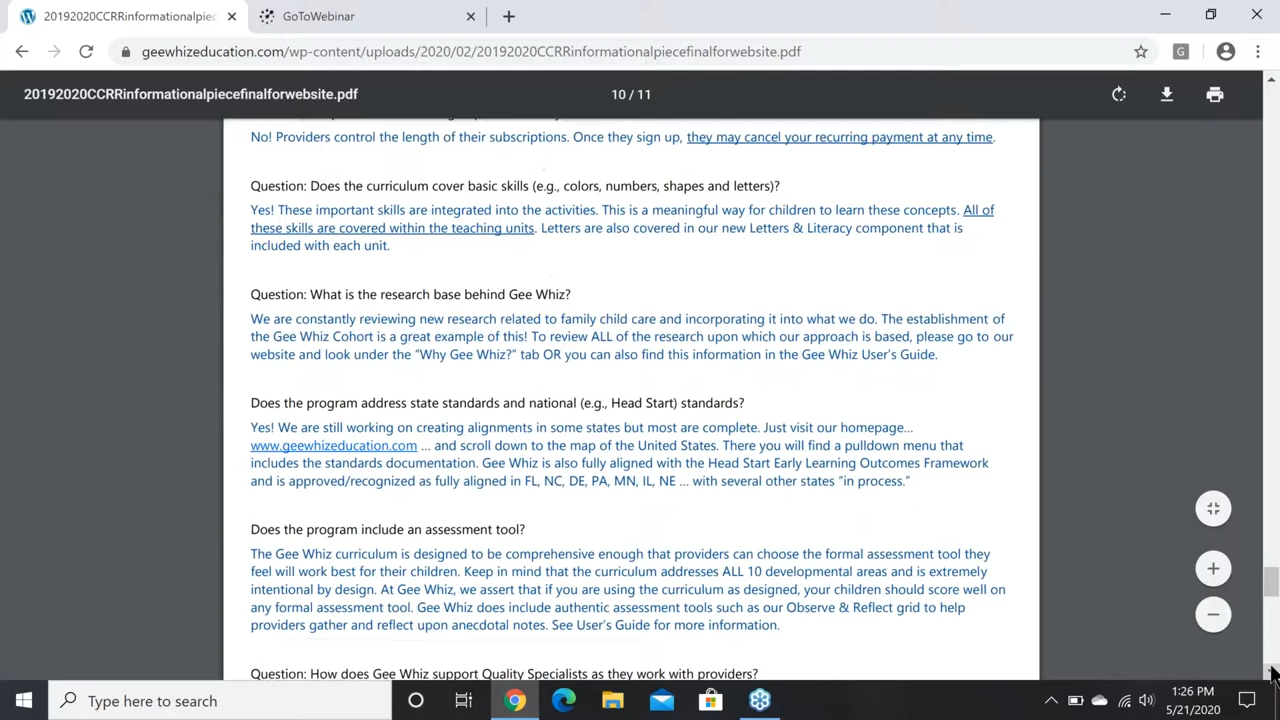 20192020CCRRinformationalpiec
GoToWebinar
geewhizeducation.com/wp-content/uploads/2020/02/20192020CCRRinformationalpiecefinalforwebsite.pdf
G
20192020CCRRinformationalpiecefinalforwebsite.pdf
10 / 11
No! Providers control the length of their subscriptions. Once they sign up, they may cancel your recurring payment at any time.
Question: Does the curriculum cover basic skills (e.g., colors, numbers, shapes and letters)?
Yes! These important skills are integrated into the activities. This is a meaningful way for children to learn these concepts. All of
these skills are covered within the teaching units. Letters are also covered in our new Letters & Literacy component that is
included with each unit.
Question: What is the research base behind Gee Whiz?
We are constantly reviewing new research related to family child care and incorporating it into what we do. The establishment of
the Gee Whiz Cohort is a great example of this! To review ALL of the research upon which our approach is based, please go to our
website and look under the “Why Gee Whiz?” tab OR you can also find this information in the Gee Whiz User’s Guide.
Does the program address state standards and national (e.g., Head Start) standards?
Yes! We are still working on creating alignments in some states but most are complete. Just visit our homepage…
www.geewhizeducation.com … and scroll down to the map of the United States. There you will find a pulldown menu that
includes the standards documentation. Gee Whiz is also fully aligned with the Head Start Early Learning Outcomes Framework
and is approved/recognized as fully aligned in FL, NC, DE, PA, MN, IL, NE … with several other states “in process.”
Does the program include an assessment tool?
The Gee Whiz curriculum is designed to be comprehensive enough that providers can choose the formal assessment tool they
feel will work best for their children. Keep in mind that the curriculum addresses ALL 10 developmental areas and is extremely
intentional by design. At Gee Whiz, we assert that if you are using the curriculum as designed, your children should score well on
any formal assessment tool. Gee Whiz does include authentic assessment tools such as our Observe & Reflect grid to help
providers gather and reflect upon anecdotal notes. See User’s Guide for more information.
Question: How does Gee Whiz support Quality Specialists as they work with providers?
Type here to search
1:26 PM
5/21/2020